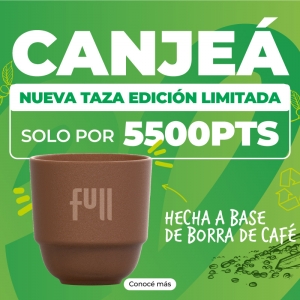 CANJEÁ
NUEVA TAZA EDICIÓN LIMITADA
SOLO POR 5500PTS
full
HECHA A BASE
DE BORRA DE CAFÉ
Conocé más